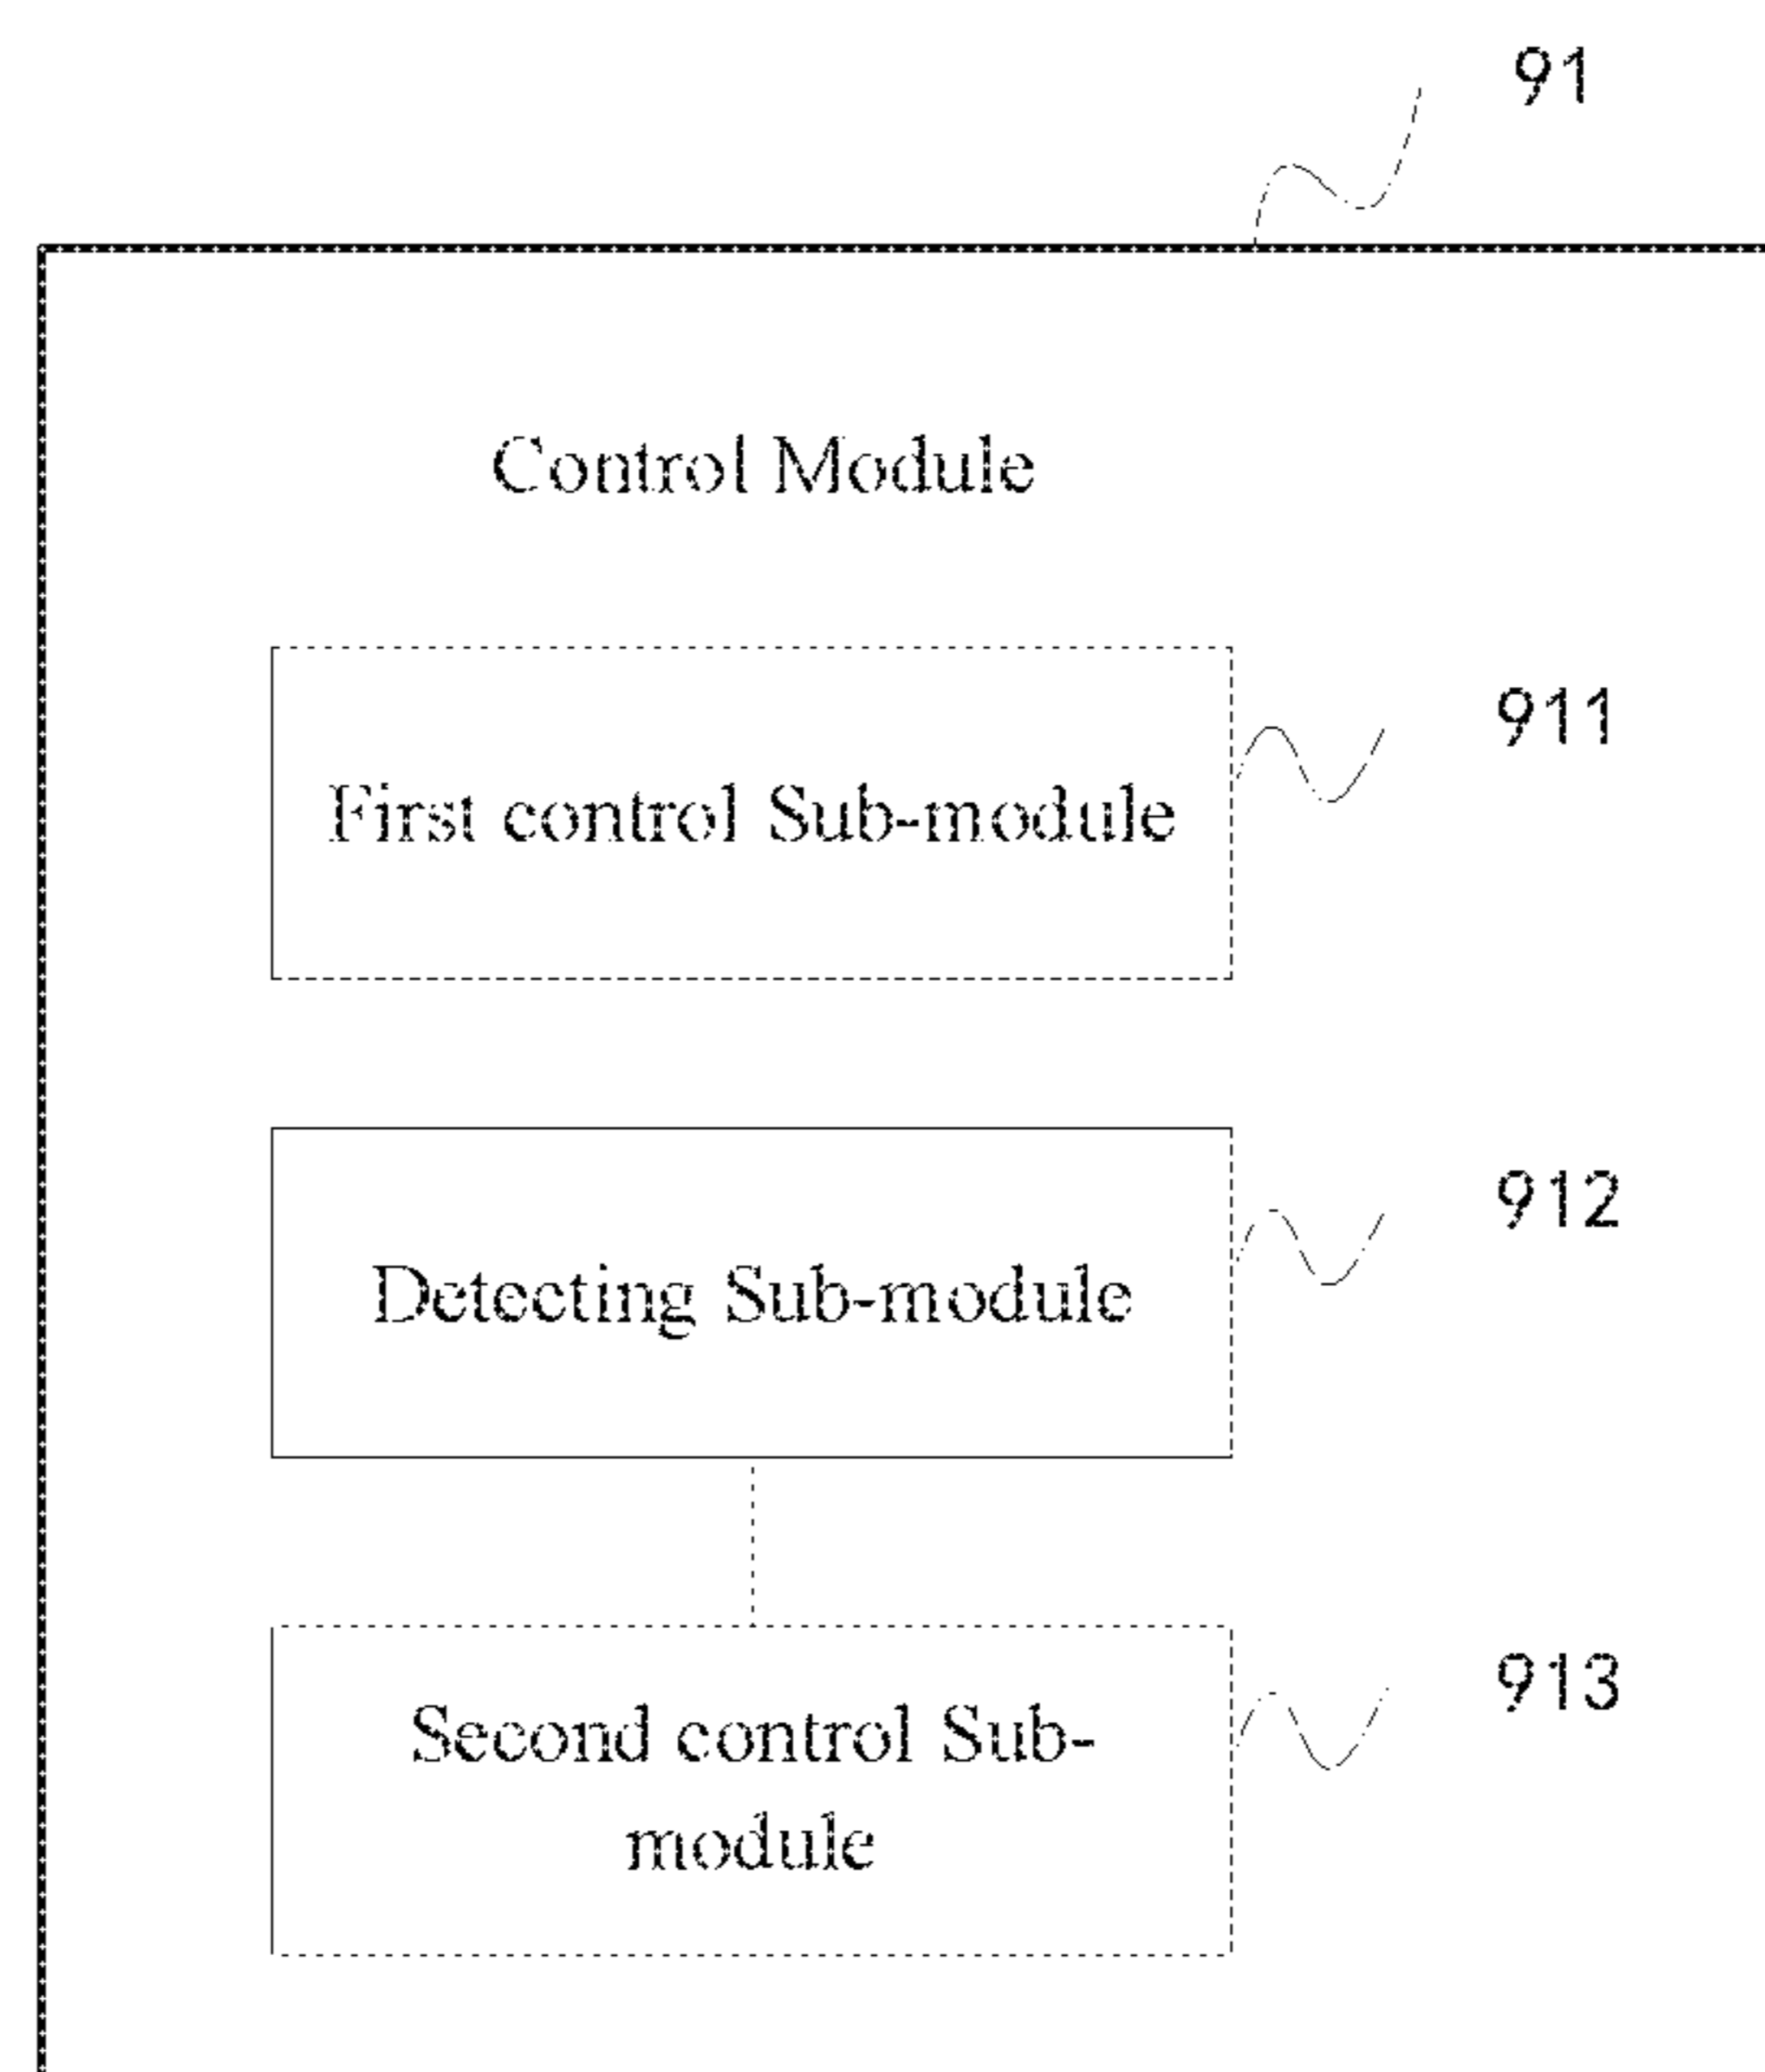 91
Control Module
911
First control Sub-module
912
Detecting Sub-module
913
Second control Sub-
module